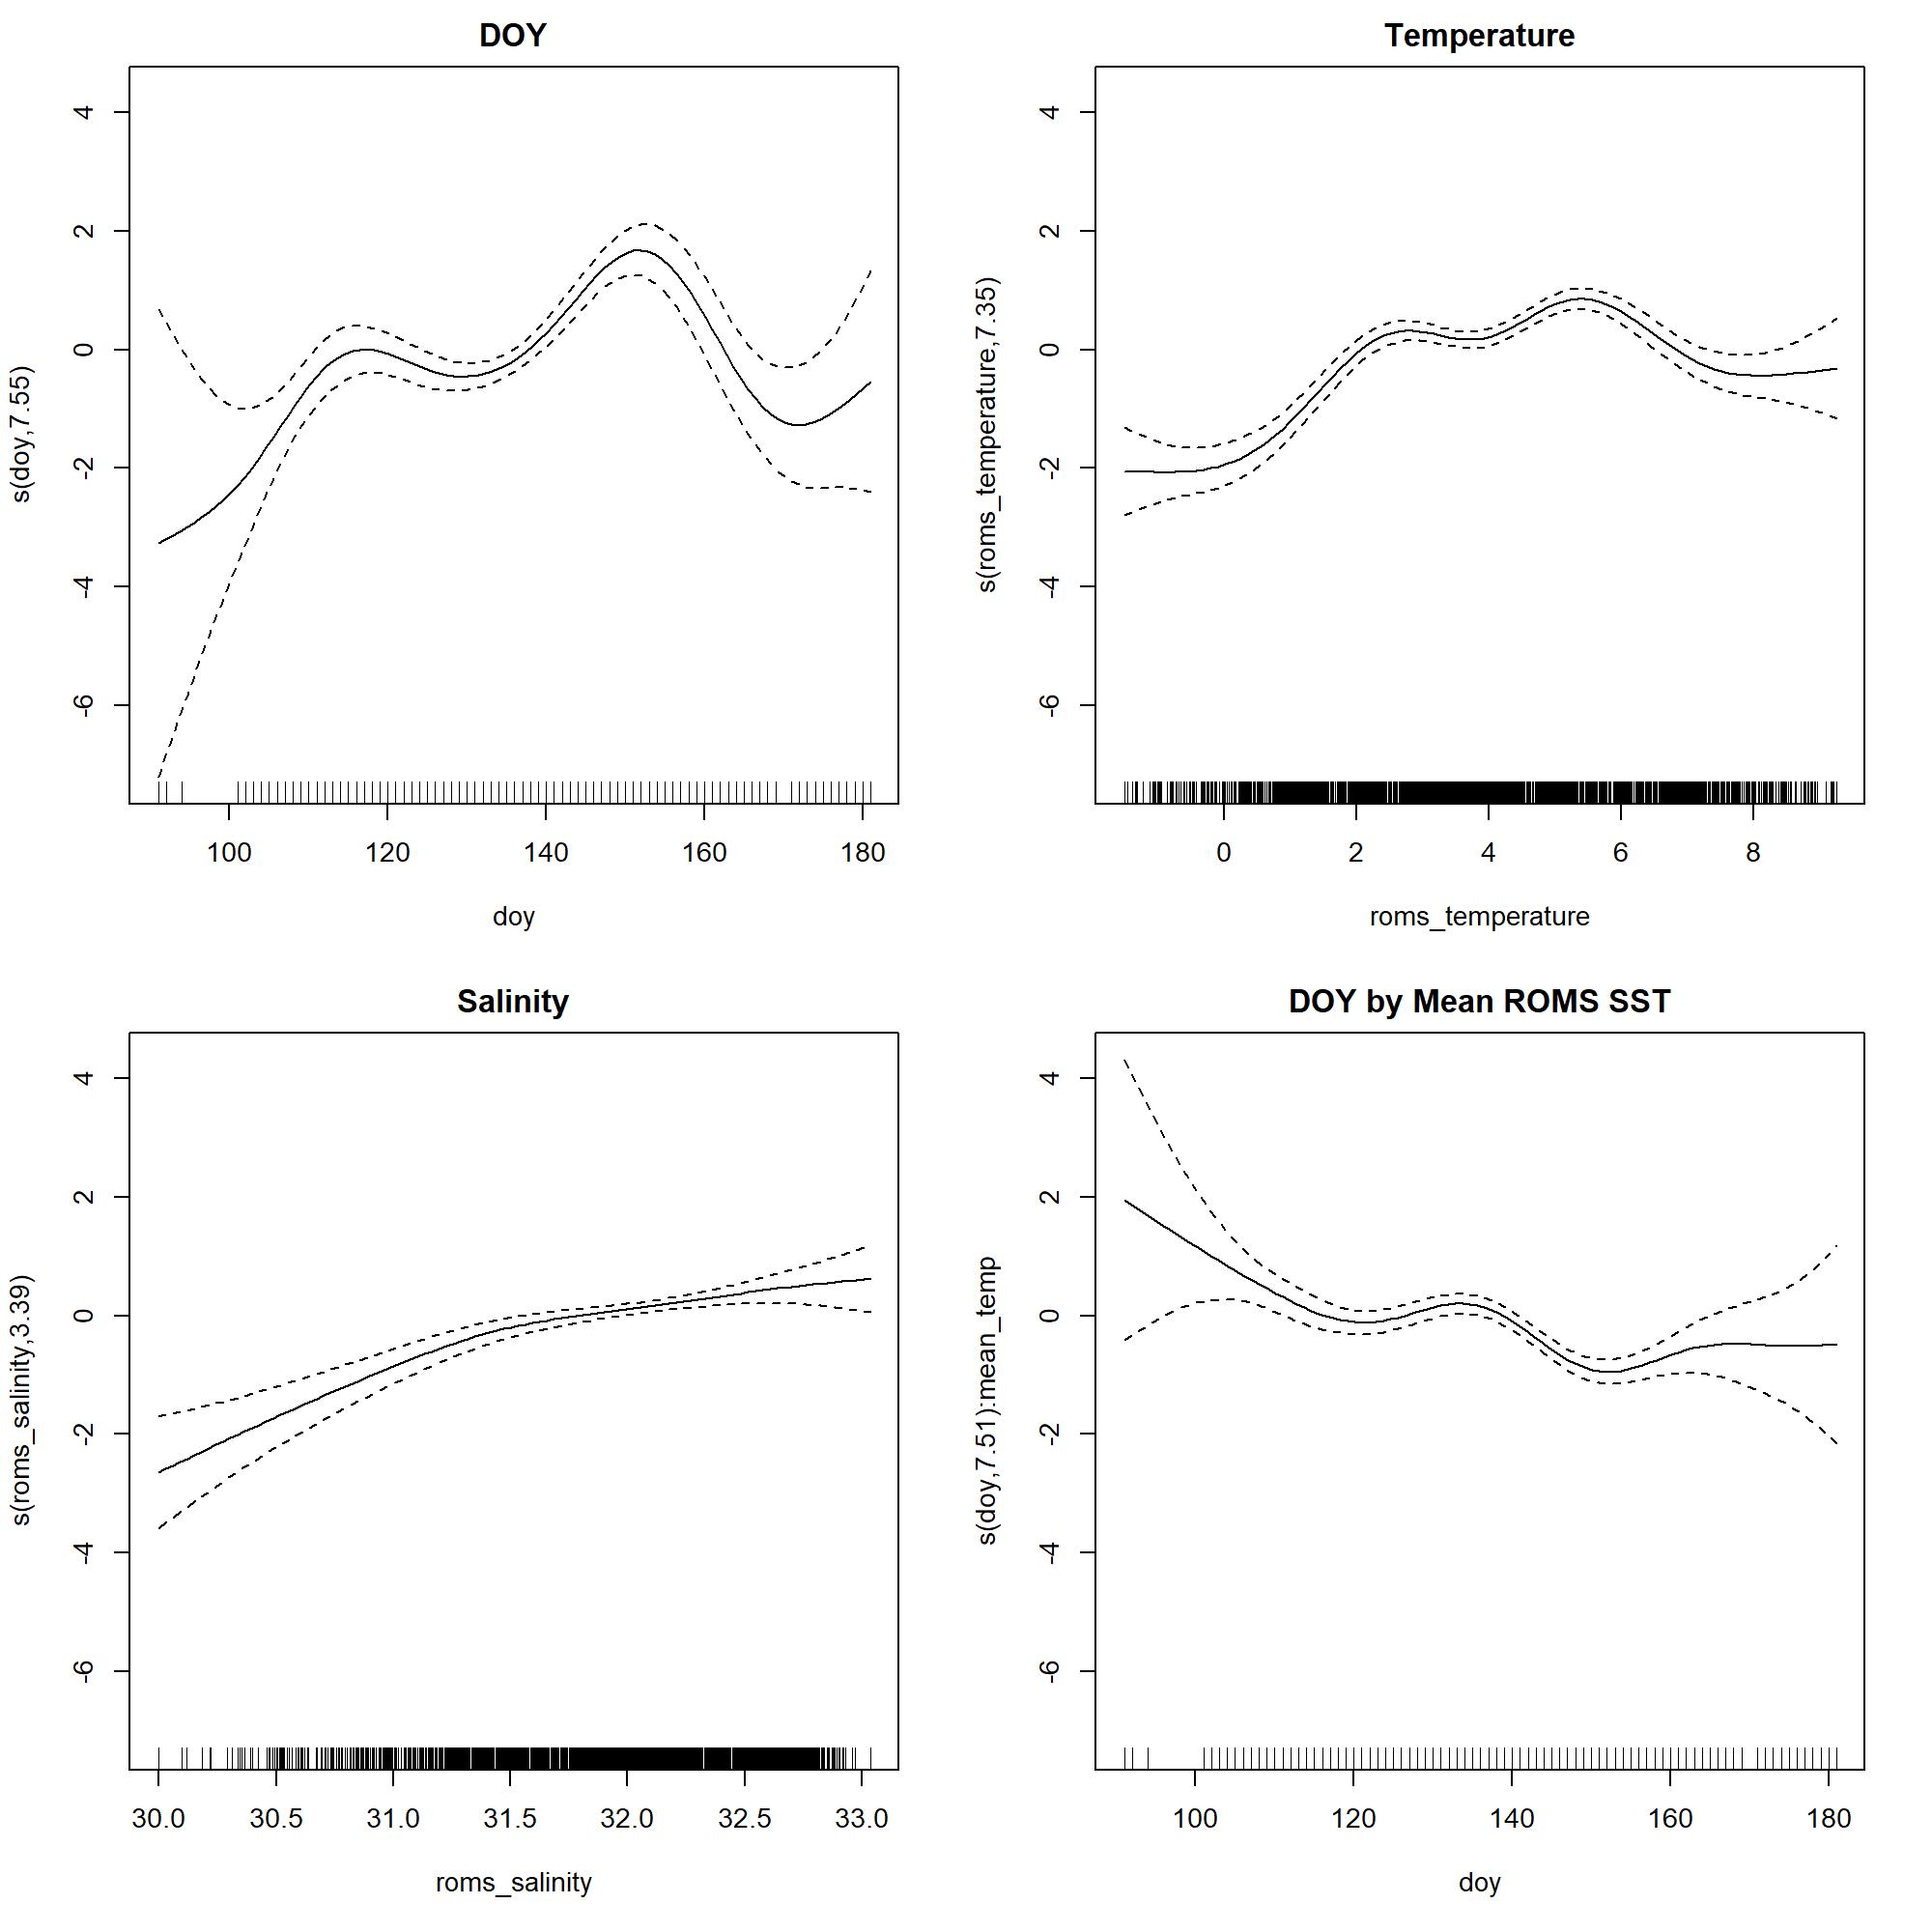 DOY
4
2
0
-2
-4
-6
s(doy,7.55)
100 120 140 160 180
doy
Temperature
4
2
0
-2
-4
-6
s(roms_temperature,7.35)
0 2 4 6 8
roms_temperature
Salinity
4
2
0
-2
-4
-6
s(roms_salinity,3.39)
30.0 30.5 31.0 31.5 32.0 32.5 33.0
roms_salinity
DOY by Mean ROMS SST
4
2
0
-2
-4
-6
s(doy,7.51):mean_temp
100 120 140 160 180
doy